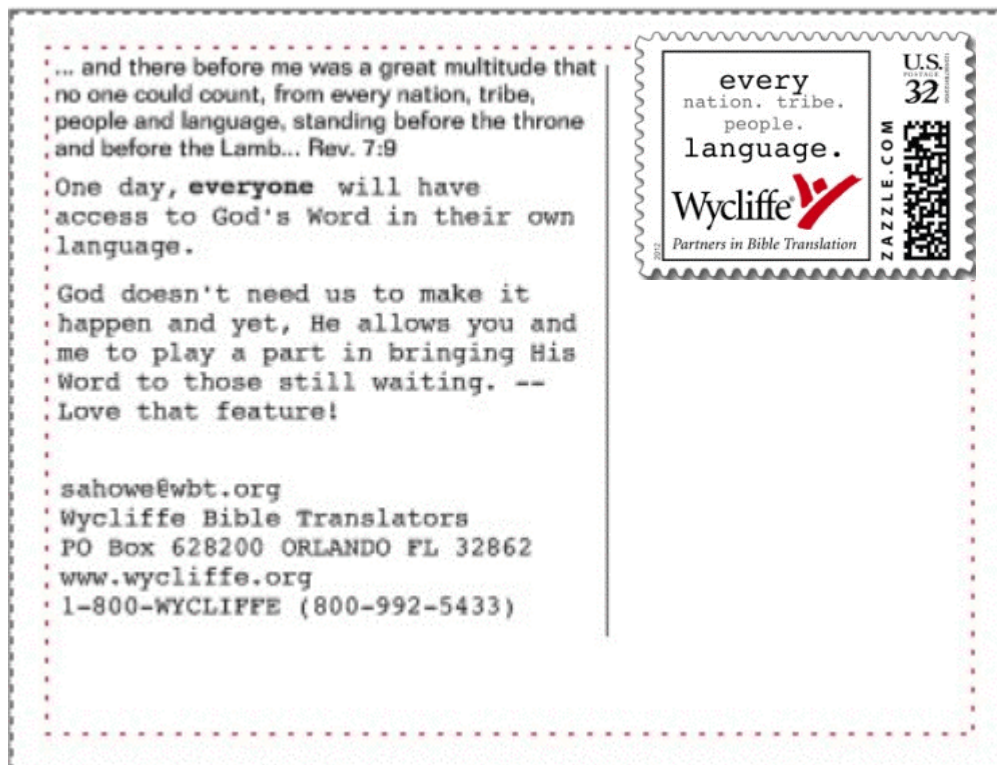 ... and there before me was a great multitude that
no one could count, from every nation, tribe,
people and language, standing before the throne
and before the Lamb... Rev. 7:9
One day, everyone will have
access to God's Word in their own
language.
God doesn't need us to make it
happen and yet, He allows you and
me to play a part in bringing His
Word to those still waiting. --
Love that feature!
sahowe@wbt.org
Wycliffe Bible Translators
PO Box 628200 ORLANDO FL 32862
www.wycliffe.org
1-800-WYCLIFFE (800-992-5433)
every
nation. tribe.
people.
language.
Wycliffe
Partners in Bible Translation
2012
U.S.
POSTAGE
32
ZAZZLE.COM